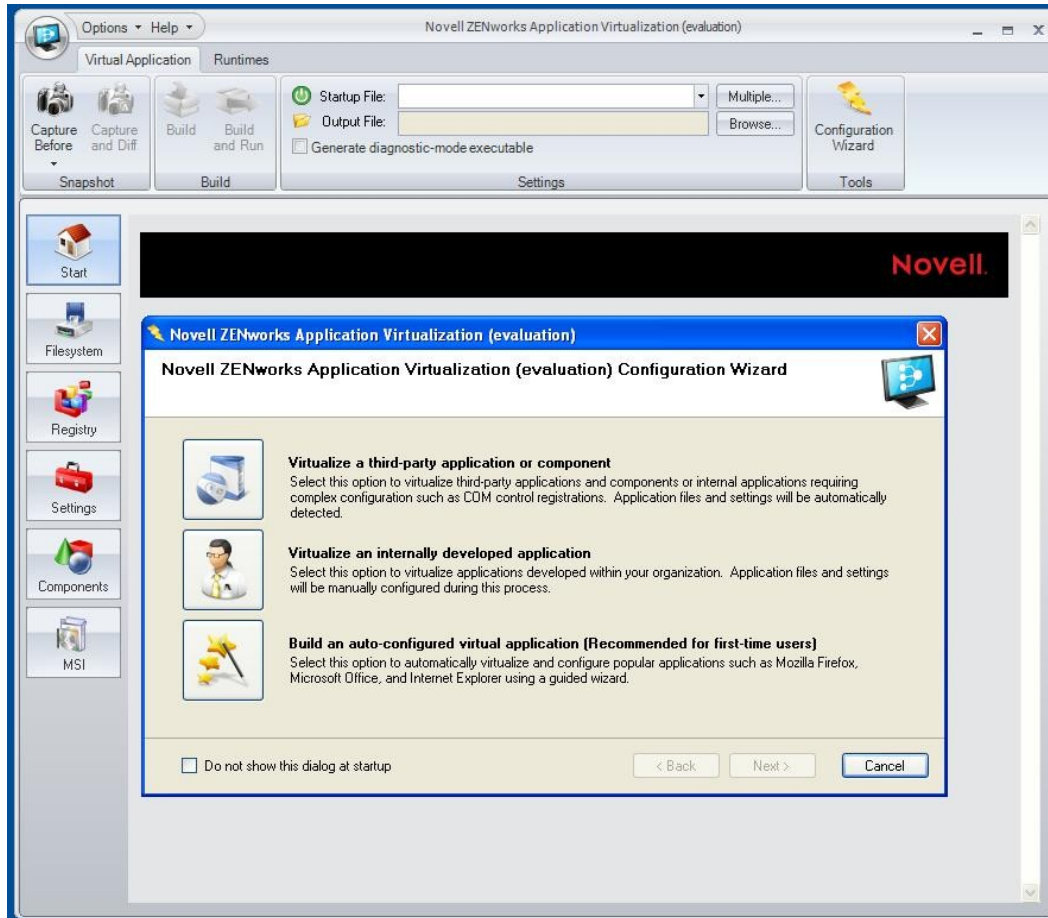 Options Help
Novell ZENworks Application Virtualization (evaluation)
Virtual Application Runtimes
Capture Before
Capture and Diff
Snapshot
Build
Build and Run
Build
Startup File:
Multiple...
Output File:
Browse...
Generate diagnostic-mode executable
Settings
Configuration Wizard
Tools
Start
Filesystem
Registry
Settings
Components
MSI
Novell.
Novell ZENworks Application Virtualization (evaluation)
Novell ZENworks Application Virtualization (evaluation) Configuration Wizard
Virtualize a third-party application or component
Select this option to virtualize third-party applications and components or internal applications requiring
complex configuration such as COM control registrations. Application files and settings will be automatically
detected.
Virtualize an internally developed application
Select this option to virtualize applications developed within your organization. Application files and settings
will be manually configured during this process.
Build an auto-configured virtual application (Recommended for first-time users)
Select this option to automatically virtualize and configure popular applications such as Mozilla Firefox,
Microsoft Office, and Internet Explorer using a guided wizard.
Do not show this dialog at startup
< Back
Next >
Cancel